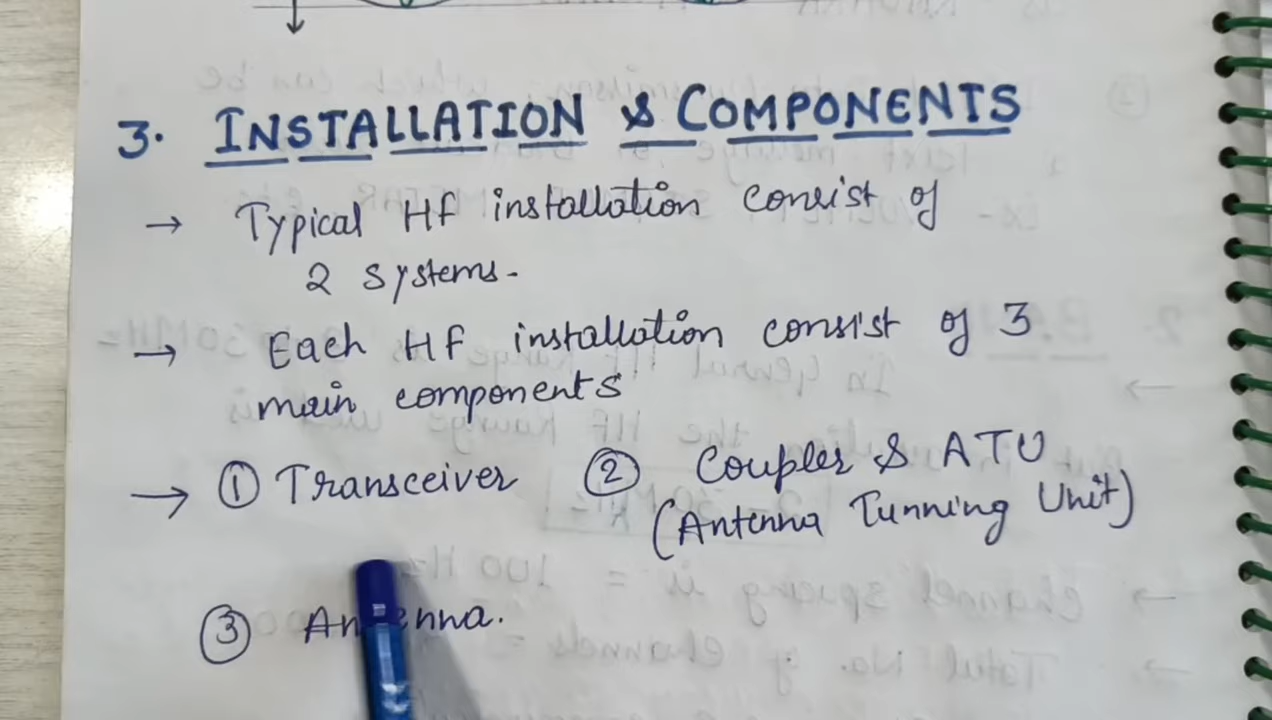 3. INSTALLATION & COMPONENTS
→ Typical HF installation consist of
2 systems.
→ Each HF installation consist of 3
main components
→ ① Transceiver ② Coupler & ATU
(Antenna Tunning Unit)
③ Antenna.